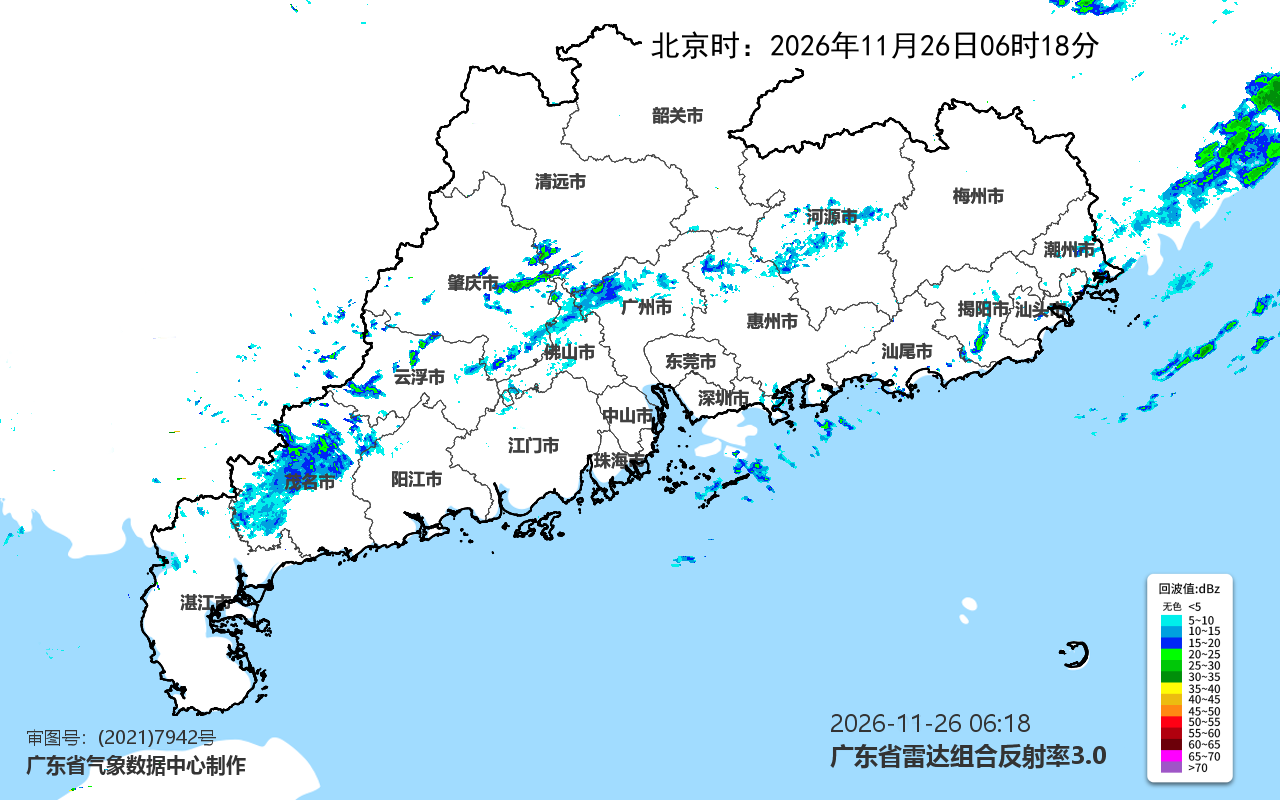 北京时：2026年11月26日06时18分
韶关市
清远市
梅州市
河源市
潮州市
肇庆市
广州市
揭阳市
汕头市
惠州市
佛山市
东莞市
汕尾市
云浮市
深圳市
中山市
江门市
珠海市
茂名市
阳江市
湛江市
回波值:dBz
无色 <5
5~10
10~15
15~20
20~25
25~30
30~35
35~40
40~45
45~50
50~55
55~60
60~65
65~70
>70
2026-11-26 06:18
广东省雷达组合反射率3.0
审图号：(2021)7942号
广东省气象数据中心制作